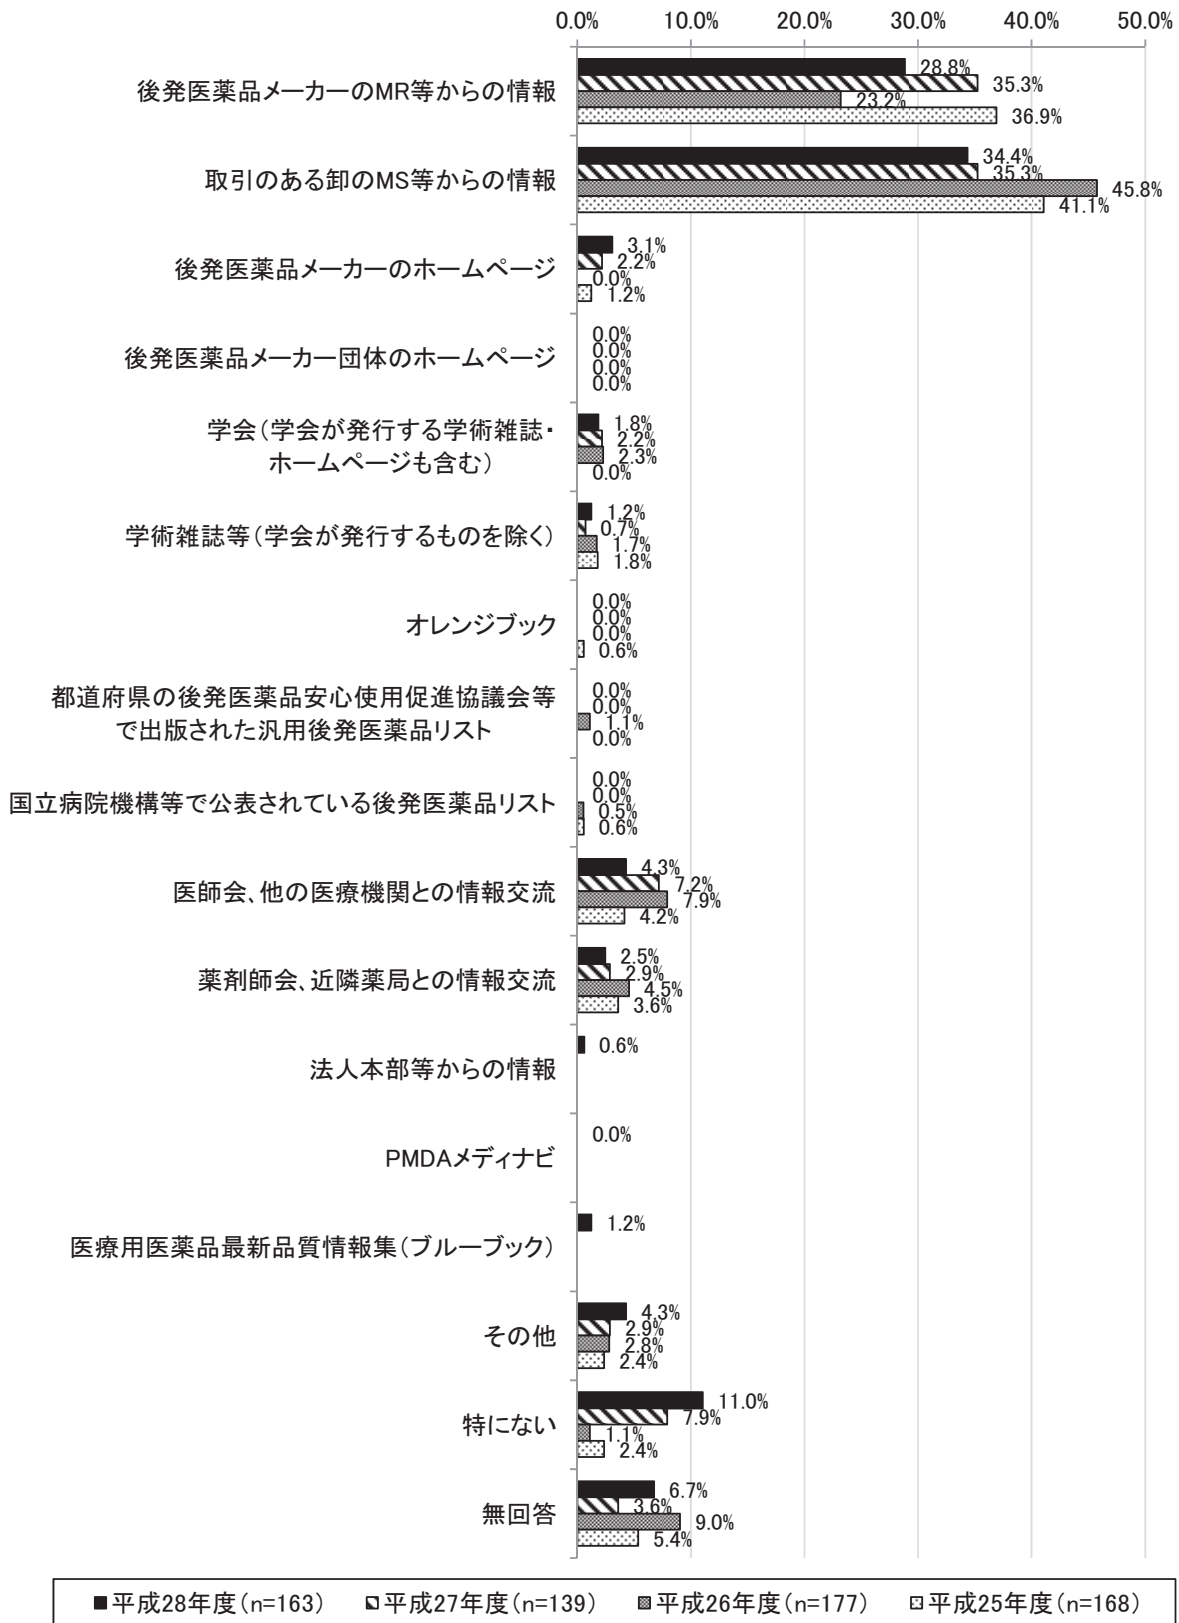 0.0% 10.0% 20.0% 30.0% 40.0% 50.0%
後発医薬品メーカーのMR等からの情報
28.8%
35.3%
23.2%
36.9%
取引のある卸のMS等からの情報
34.4%
35.3%
45.8%
41.1%
後発医薬品メーカーのホームページ
3.1%
2.2%
0.0%
1.2%
後発医薬品メーカー団体のホームページ
0.0%
0.0%
0.0%
0.0%
学会（学会が発行する学術雑誌・
ホームページも含む）
1.8%
2.2%
2.3%
0.0%
学術雑誌等（学会が発行するものを除く）
1.2%
0.7%
1.7%
1.8%
オレンジブック
0.0%
0.0%
0.0%
0.6%
都道府県の後発医薬品安心使用促進協議会等
で出版された汎用後発医薬品リスト
0.0%
0.0%
1.1%
0.0%
国立病院機構等で公表されている後発医薬品リスト
0.0%
0.0%
0.5%
0.6%
医師会、他の医療機関との情報交流
4.3%
7.2%
7.9%
4.2%
薬剤師会、近隣薬局との情報交流
2.5%
2.9%
4.5%
3.6%
法人本部等からの情報
0.6%
PMDAメディナビ
0.0%
医療用医薬品最新品質情報集（ブルーブック）
1.2%
その他
4.3%
2.9%
2.8%
2.4%
特にない
11.0%
7.9%
1.1%
2.4%
無回答
6.7%
3.6%
9.0%
5.4%
平成28年度（n=163） 平成27年度（n=139） 平成26年度（n=177） 平成25年度（n=168）